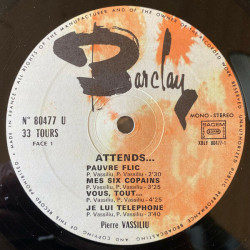 ALL RIGHTS OF THE MANUFACTURER AND OF THE OWNER OF THE
MADE IN FRANCE
Barclay
N° 80477 U
33 TOURS
FACE 1
MONO - STEREO
SACEM
XBLY 80477-1
ATTENDS...
PAUVRE FLIC
P. Vassiliu, P. Vassiliu - 2'30
MES SIX COPAINS
P. Vassiliu, P. Vassiliu - 3'25
VOUS, TOUT...
P. Vassiliu, P. Vassiliu - 4'25
JE LUI TELEPHONE
P. Vassiliu, P. Vassiliu - 3'40
Pierre VASSILIU
PUBLIC PERFORMANCE BROADCASTING AND COPYING OF THIS RECORD PROHIBITED